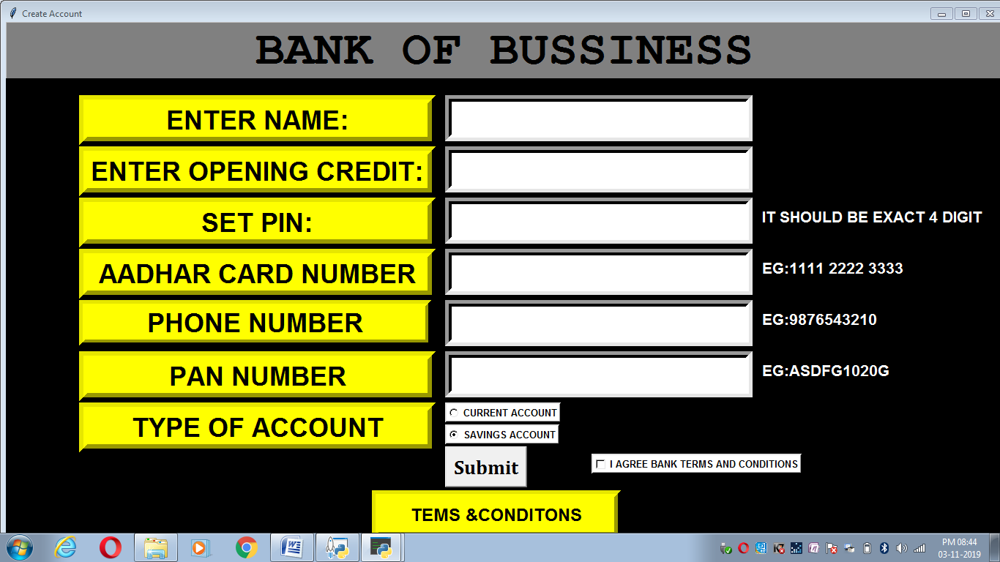 Create Account
BANK OF BUSSINESS
ENTER NAME:
ENTER OPENING CREDIT:
SET PIN:
IT SHOULD BE EXACT 4 DIGIT
AADHAR CARD NUMBER
EG:1111 2222 3333
PHONE NUMBER
EG:9876543210
PAN NUMBER
EG:ASDFG1020G
TYPE OF ACCOUNT
CURRENT ACCOUNT
SAVINGS ACCOUNT
Submit
I AGREE BANK TERMS AND CONDITIONS
TEMS &CONDITONS
PM 08:44
03-11-2019